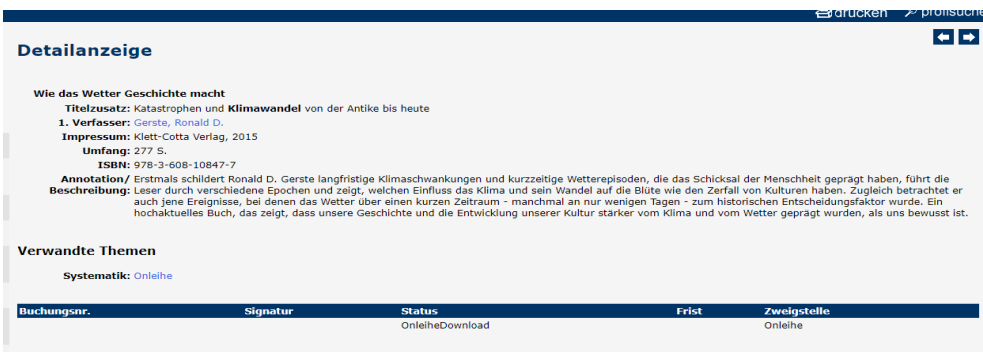 drucken profisuche
Detailanzeige
Wie das Wetter Geschichte macht
Titelzusatz: Katastrophen und Klimawandel von der Antike bis heute
1. Verfasser: Gerste, Ronald D.
Impressum: Klett-Cotta Verlag, 2015
Umfang: 277 S.
ISBN: 978-3-608-10847-7
Annotation/ Erstmals schildert Ronald D. Gerste langfristige Klimaschwankungen und kurzzeitige Wetterepisoden, die das Schicksal der Menschheit geprägt haben, führt die
Beschreibung: Leser durch verschiedene Epochen und zeigt, welchen Einfluss das Klima und sein Wandel auf die Blüte wie den Zerfall von Kulturen haben. Zugleich betrachtet er
auch jene Ereignisse, bei denen das Wetter über einen kurzen Zeitraum - manchmal an nur wenigen Tagen - zum historischen Entscheidungsfaktor wurde. Ein
hochaktuelles Buch, das zeigt, dass unsere Geschichte und die Entwicklung unserer Kultur stärker vom Klima und vom Wetter geprägt wurden, als uns bewusst ist.
Verwandte Themen
Systematik: Onleihe
Buchungsnr. Signatur Status Frist Zweigstelle
OnleiheDownload Onleihe